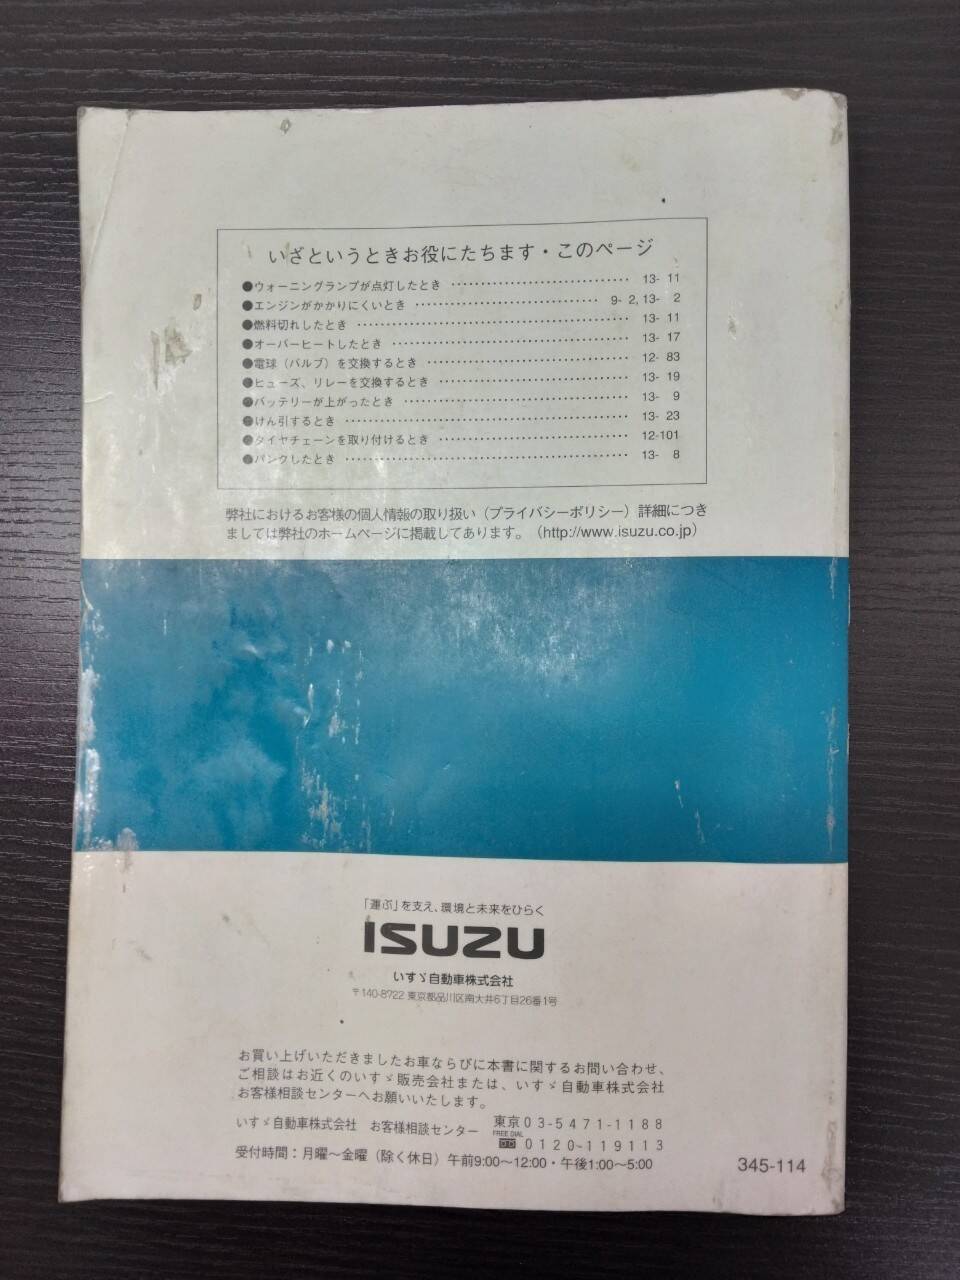 いざというときお役にたちます・このページ
●ウォーニングランプが点灯したとき ………………………… 13- 11
●エンジンがかかりにくいとき ………………………… 9- 2, 13- 2
●燃料切れしたとき ………………………… 13- 11
●オーバーヒートしたとき ………………………… 13- 17
●電球（バルブ）を交換するとき ………………………… 12- 83
●ヒューズ、リレーを交換するとき ………………………… 13- 19
●バッテリーが上がったとき ………………………… 13- 9
●けん引するとき ………………………… 13- 23
●タイヤチェーンを取り付けるとき ………………………… 12-101
●パンクしたとき ………………………… 13- 8
弊社におけるお客様の個人情報の取り扱い（プライバシーポリシー）詳細につき
ましては弊社のホームページに掲載してあります。（http://www.isuzu.co.jp）
「運ぶ」を支え、環境と未来をひらく
ISUZU
いすゞ自動車株式会社
〒140-8722 東京都品川区南大井6丁目26番1号
お買い上げいただきましたお車ならびに本書に関するお問い合わせ、
ご相談はお近くのいすゞ販売会社または、いすゞ自動車株式会社
お客様相談センターへお願いいたします。
いすゞ自動車株式会社 お客様相談センター 東京03-5471-1188
FREE DIAL
0120-119113
受付時間：月曜～金曜（除く休日）午前9:00～12:00・午後1:00～5:00
345-114